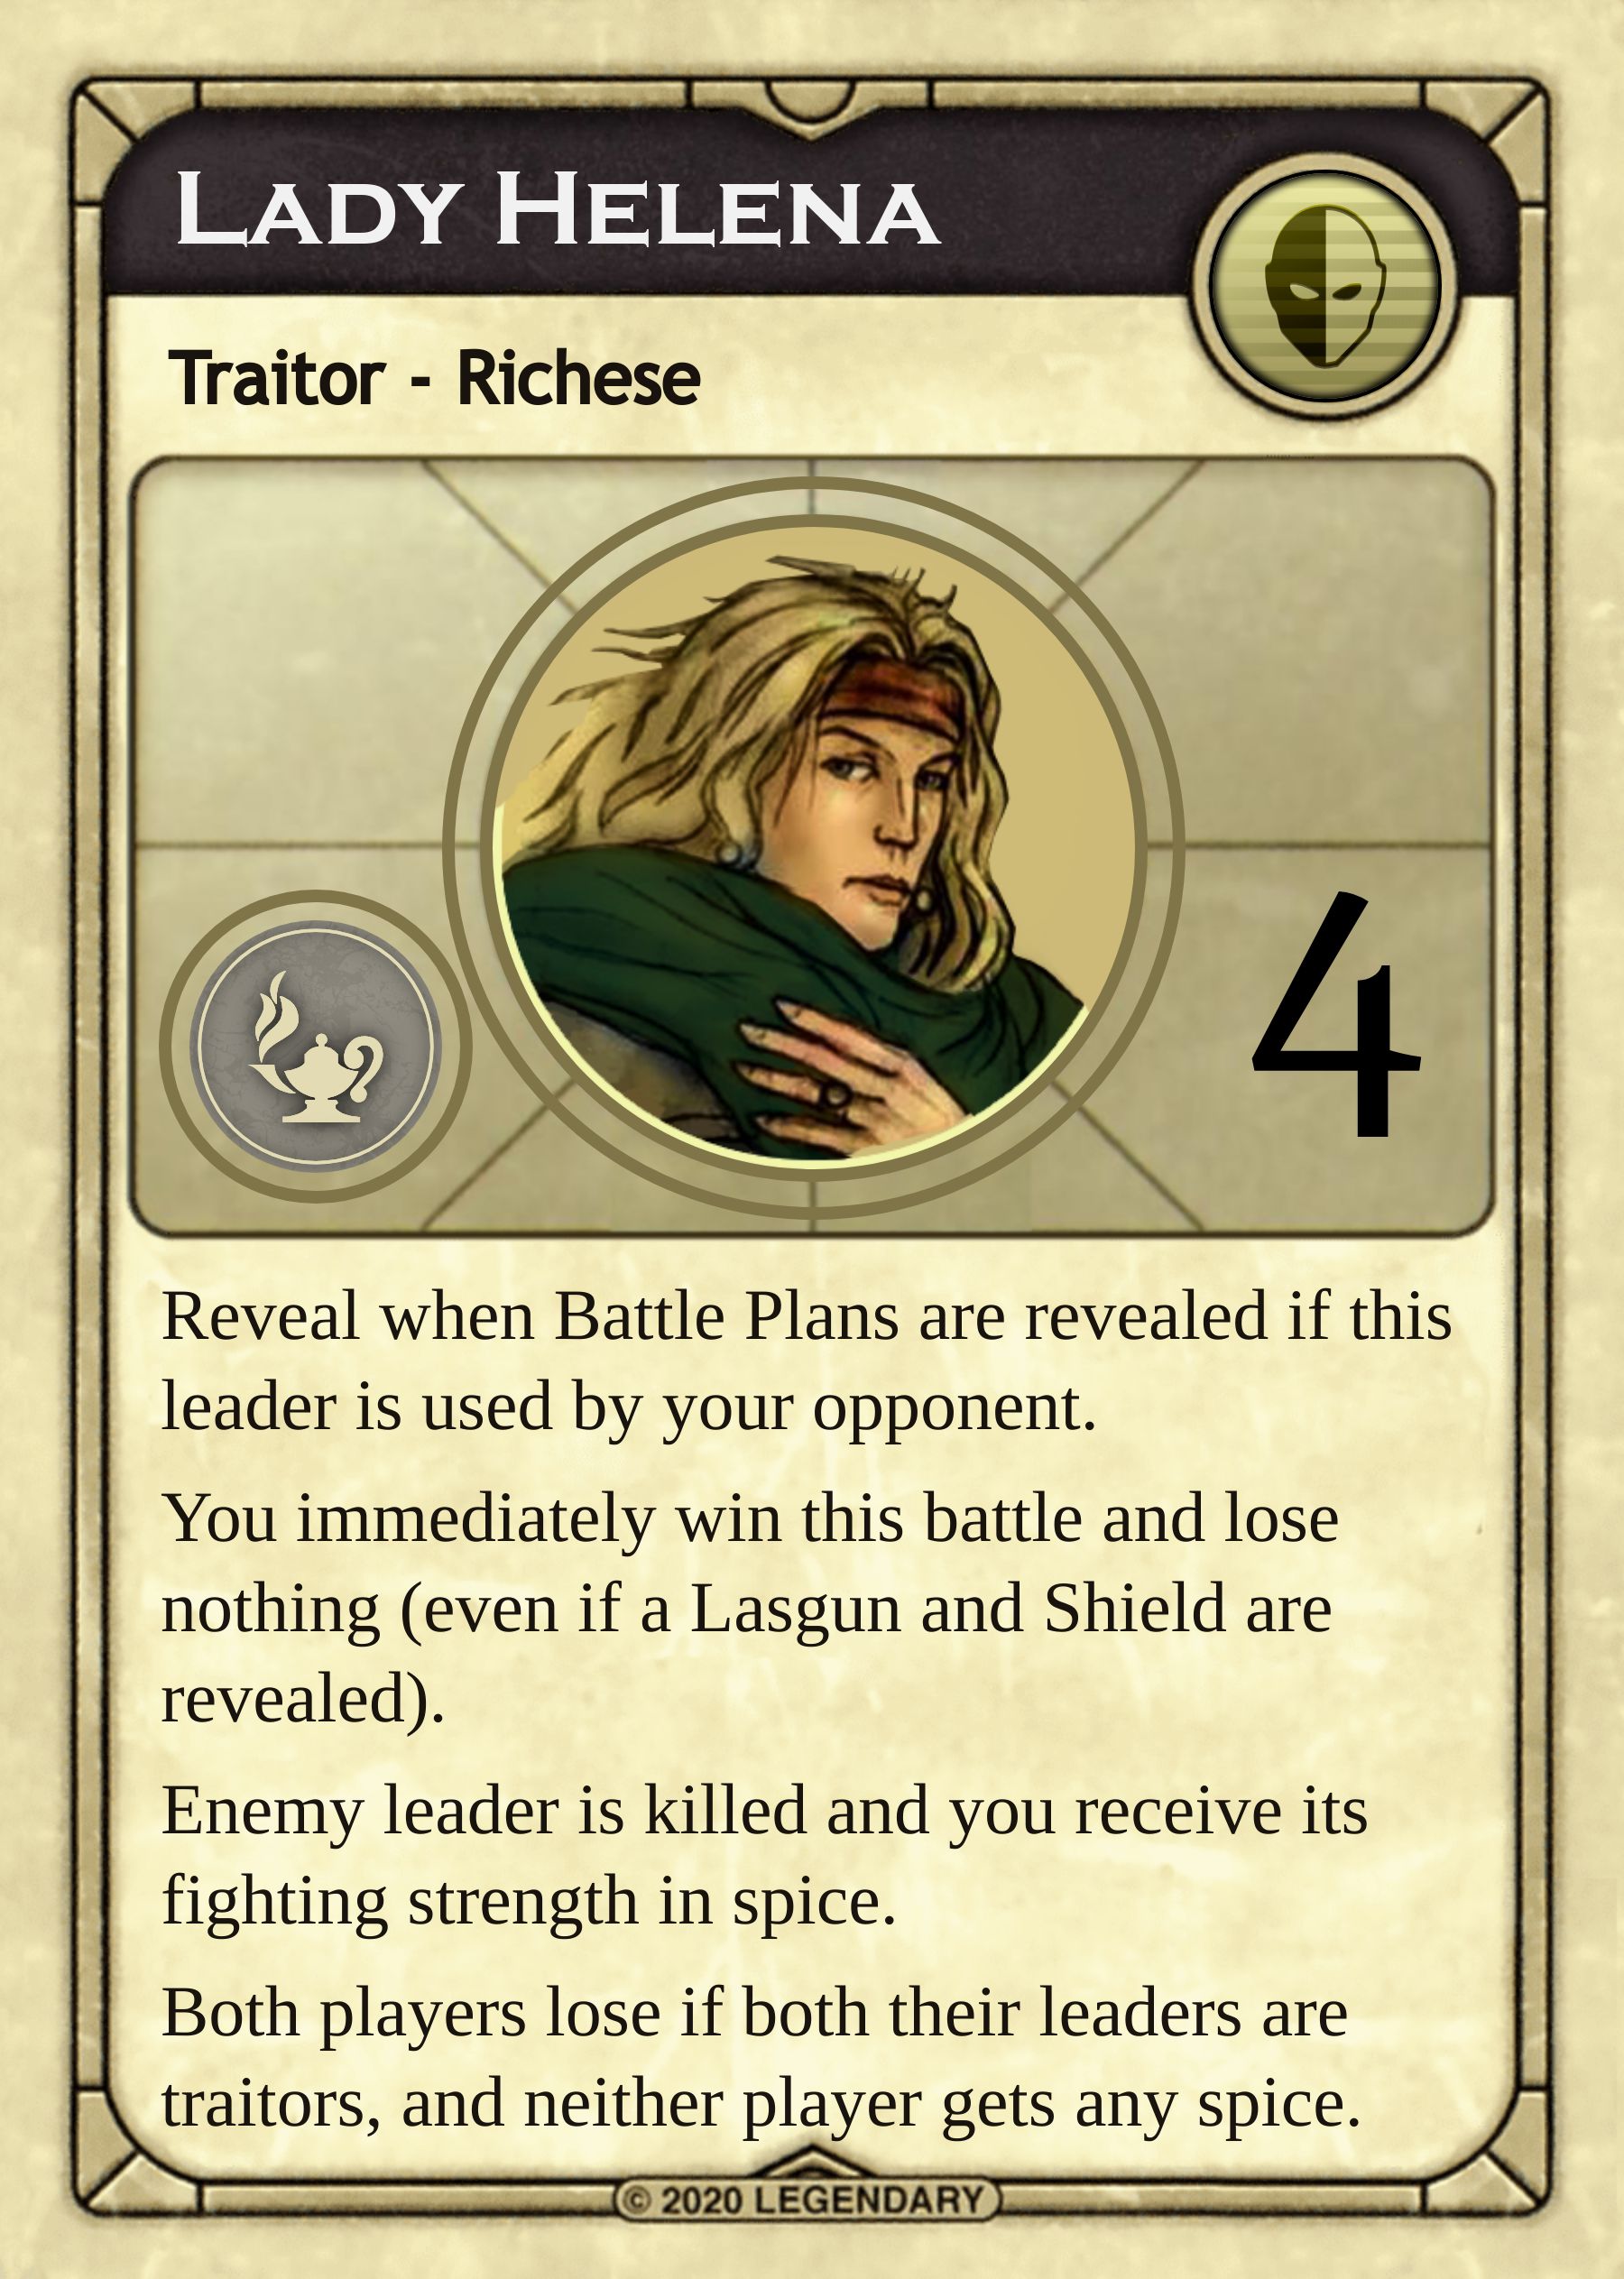 Lady Helena
Traitor - Richese
4
Reveal when Battle Plans are revealed if this
leader is used by your opponent.
You immediately win this battle and lose
nothing (even if a Lasgun and Shield are
revealed).
Enemy leader is killed and you receive its
fighting strength in spice.
Both players lose if both their leaders are
traitors, and neither player gets any spice.
© 2020 LEGENDARY